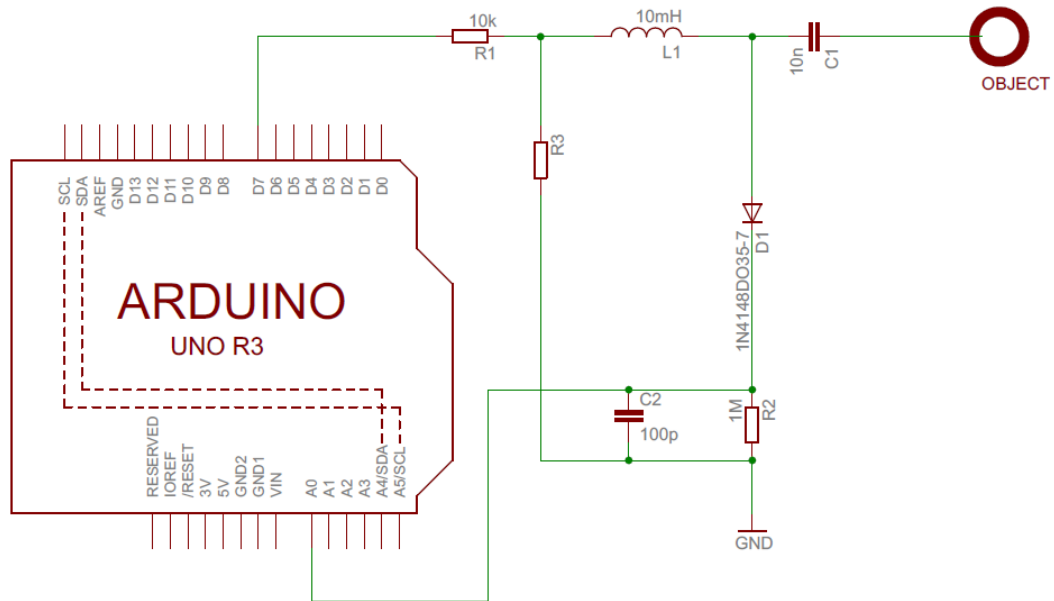 10k
R1
10mH
L1
10n
C1
OBJECT
R3
SCL
SDA
AREF
GND
D13
D12
D11
D10
D9
D8
D7
D6
D5
D4
D3
D2
D1
D0
1N4148DO35-7
D1
ARDUINO
UNO R3
C2
100p
1M
R2
RESERVED
IOREF
/RESET
3V
5V
GND2
GND1
VIN
A0
A1
A2
A3
A4/SDA
A5/SCL
GND